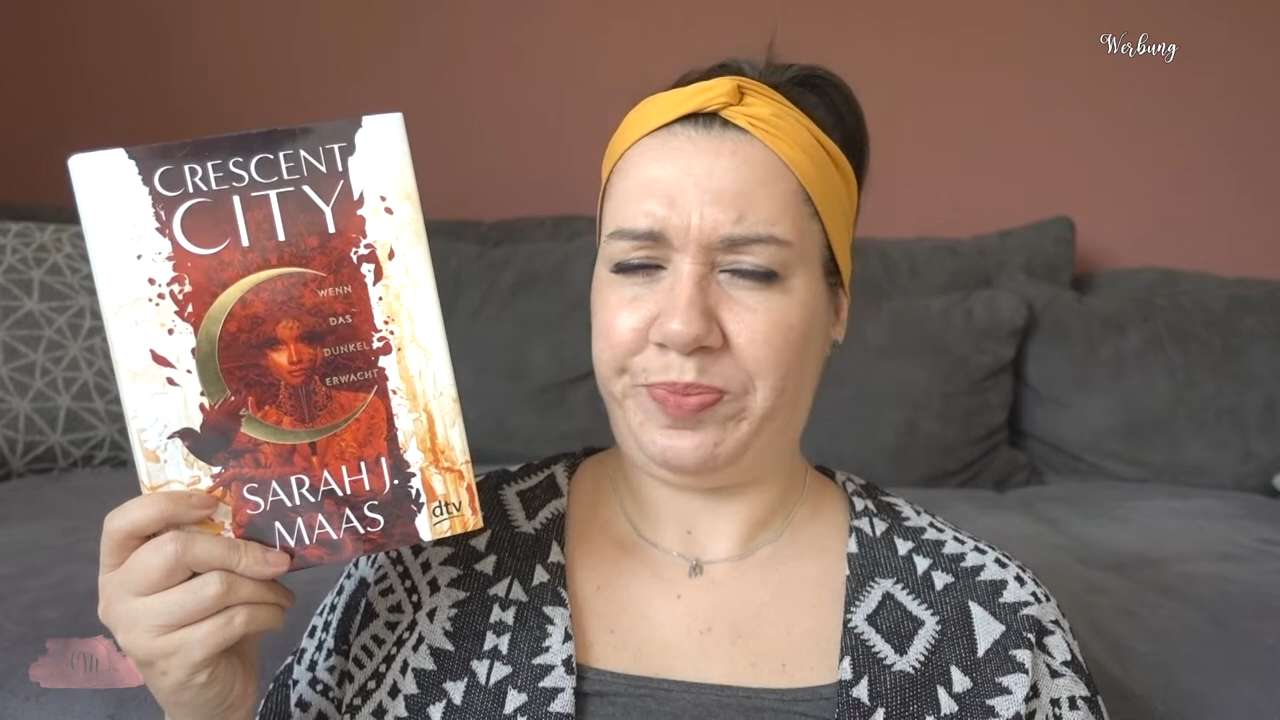 Werbung
CRESCENT
CITY
WENN
DAS
DUNKEL
ERWACHT
SARAH J.
MAAS
dtv